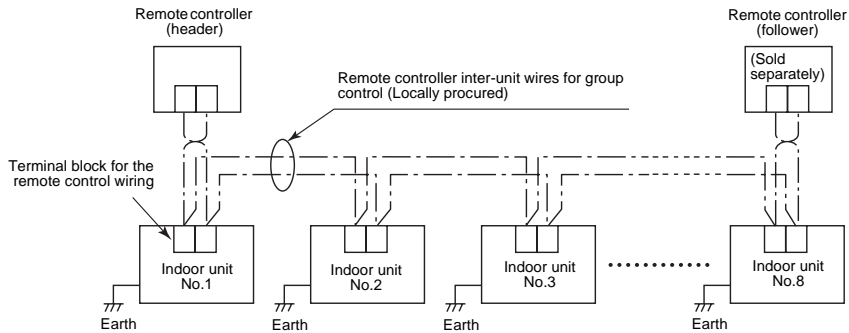 Remote controller
(header)
Remote controller
(follower)
(Sold
separately)
Remote controller inter-unit wires for group
control (Locally procured)
Terminal block for the
remote control wiring
Indoor unit
No.1
Indoor unit
No.2
Indoor unit
No.3
Indoor unit
No.8
Earth
Earth
Earth
Earth